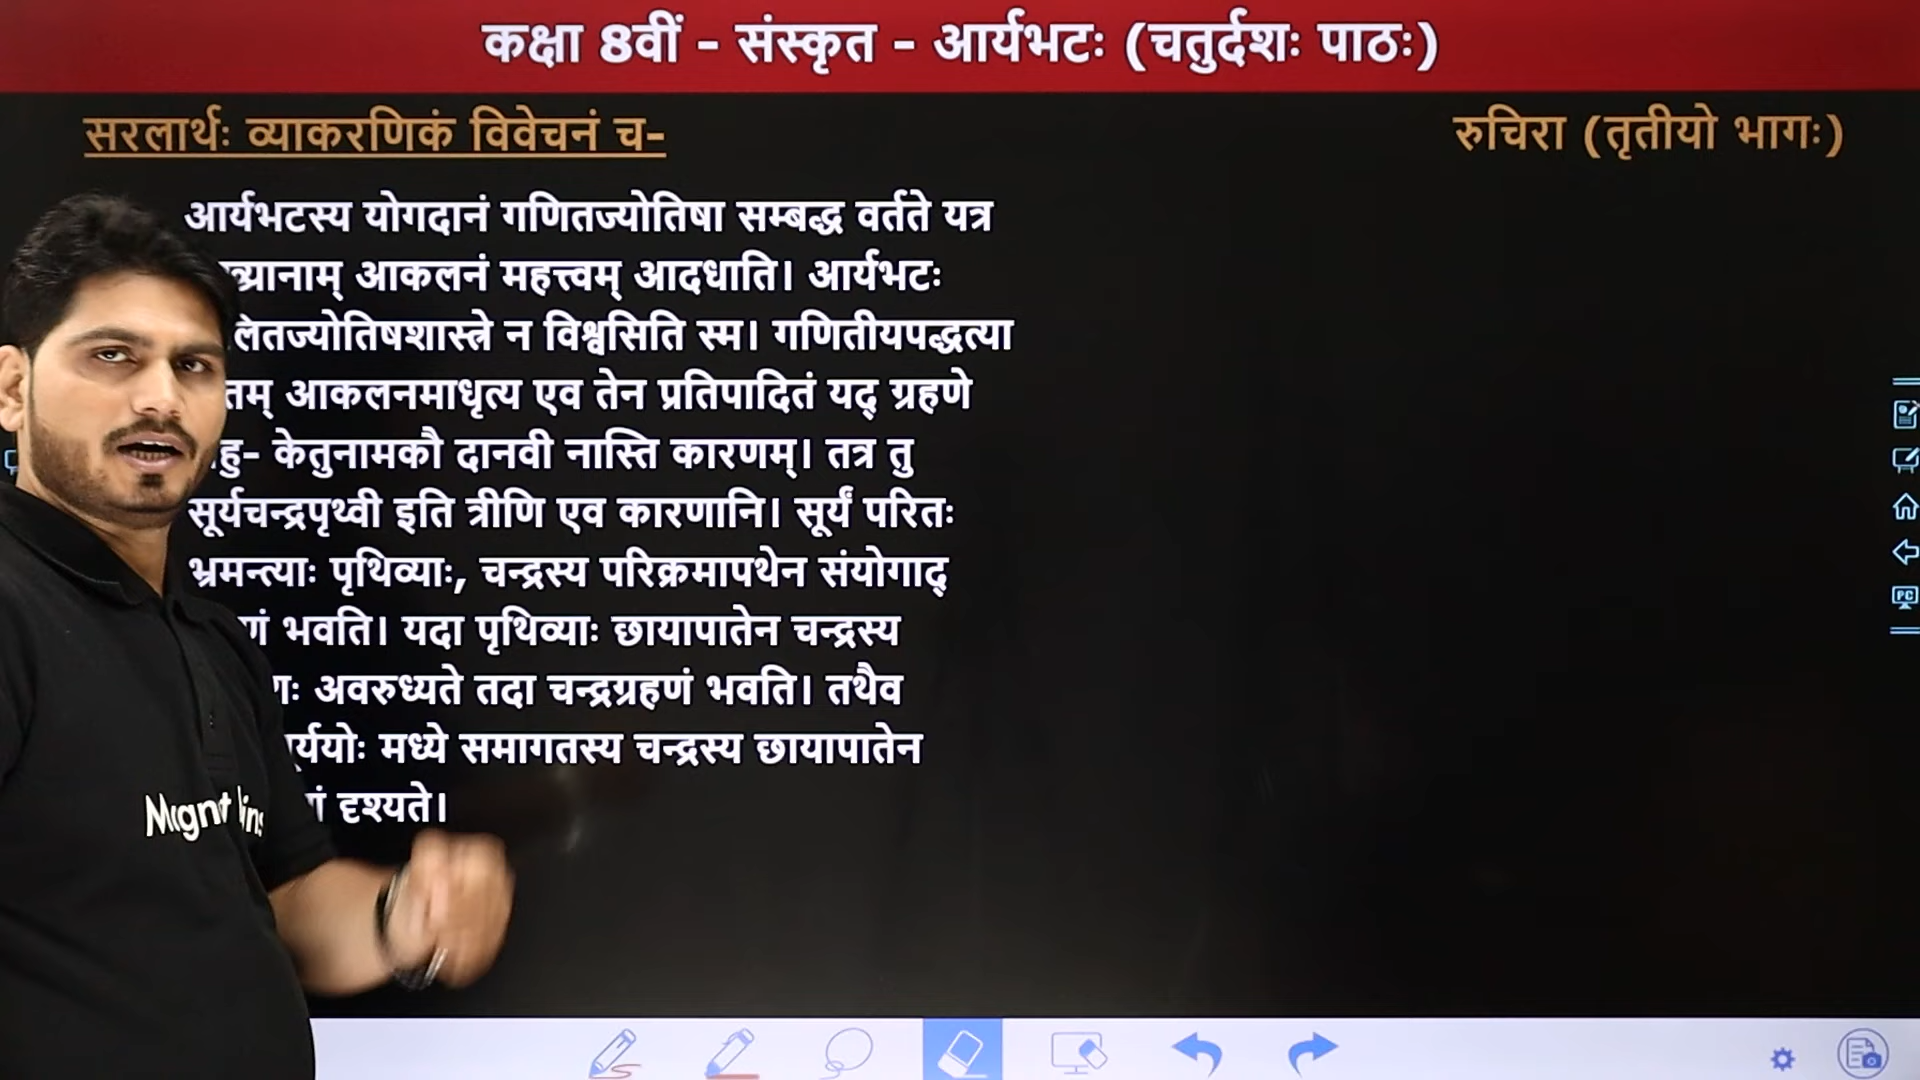 कक्षा 8वीं - संस्कृत - आर्यभटः (चतुर्दशः पाठः)
सरलार्थः व्याकरणिकं विवेचनं च-
रुचिरा (तृतीयो भागः)
आर्यभटस्य योगदानं गणितज्योतिषा सम्बद्ध वर्तते यत्र
आकलनं महत्त्वम् आदधाति। आर्यभटः
न विश्वसिति स्म। गणितीयपद्धत्या
आकलनमाधृत्य एव तेन प्रतिपादितं यद् ग्रहणे
केतुनामकौ दानवी नास्ति कारणम्। तत्र तु
सूर्यचन्द्रपृथ्वी इति त्रीणि एव कारणानि। सूर्यं परितः
भ्रमन्त्याः पृथिव्याः, चन्द्रस्य परिक्रमापथेन संयोगाद्
भवति। यदा पृथिव्याः छायापातेन चन्द्रस्य
अवरुध्यते तदा चन्द्रग्रहणं भवति। तथैव
मध्ये समागतस्य चन्द्रस्य छायापातेन
दृश्यते।
PC